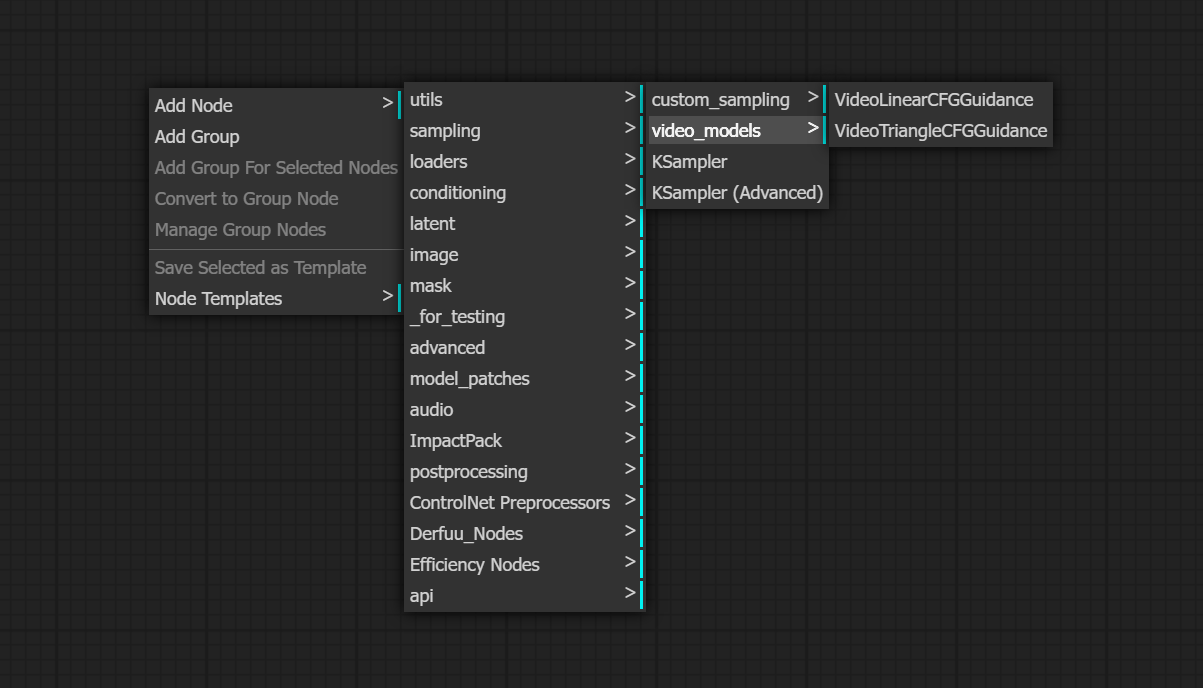 Add Node >
Add Group
Add Group For Selected Nodes
Convert to Group Node
Manage Group Nodes
Save Selected as Template
Node Templates >
utils >
sampling >
loaders >
conditioning >
latent >
image >
mask >
_for_testing >
advanced >
model_patches >
audio >
ImpactPack >
postprocessing >
ControlNet Preprocessors >
Derfuu_Nodes >
Efficiency Nodes >
api >
custom_sampling >
video_models >
KSampler
KSampler (Advanced)
VideoLinearCFGGuidance
VideoTriangleCFGGuidance